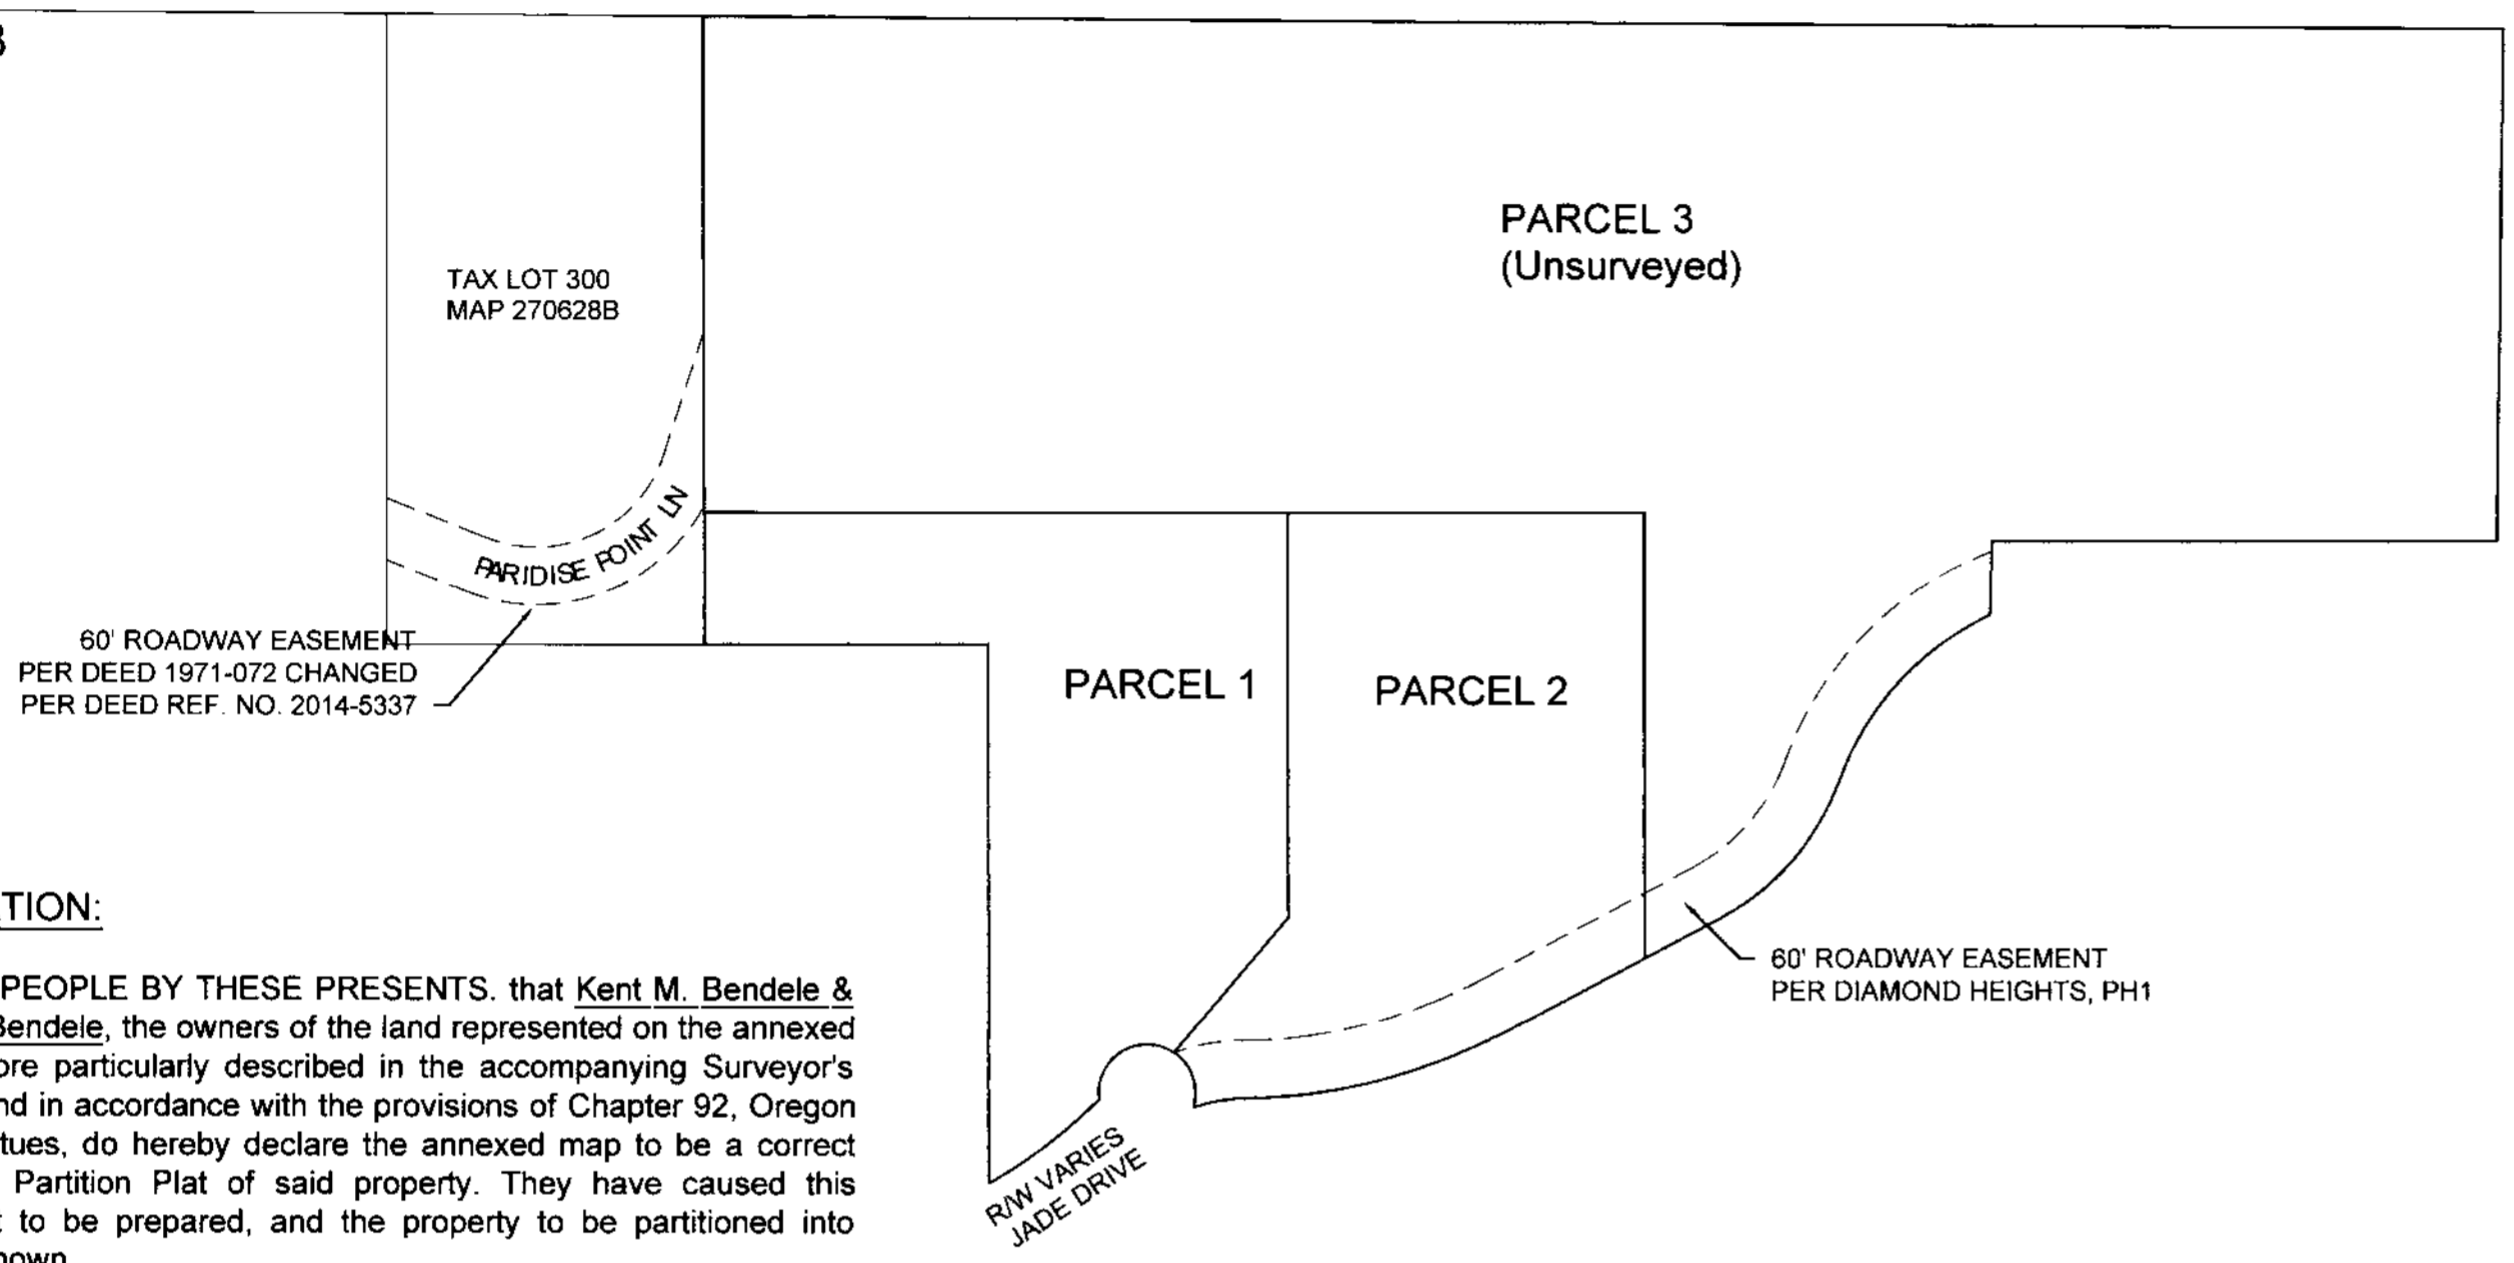 PARCEL 3
(Unsurveyed)
TAX LOT 300
MAP 270628B
PARIDISE POINT LN
60' ROADWAY EASEMENT
PER DEED 1971-072 CHANGED
PER DEED REF. NO. 2014-5337
PARCEL 1
PARCEL 2
60' ROADWAY EASEMENT
PER DIAMOND HEIGHTS, PH1
R/W VARIES
JADE DRIVE
PEOPLE BY THESE PRESENTS. that Kent M. Bendele &
Bendele, the owners of the land represented on the annexed
particularly described in the accompanying Surveyor's
in accordance with the provisions of Chapter 92, Oregon
do hereby declare the annexed map to be a correct
Partition Plat of said property. They have caused this
to be prepared, and the property to be partitioned into